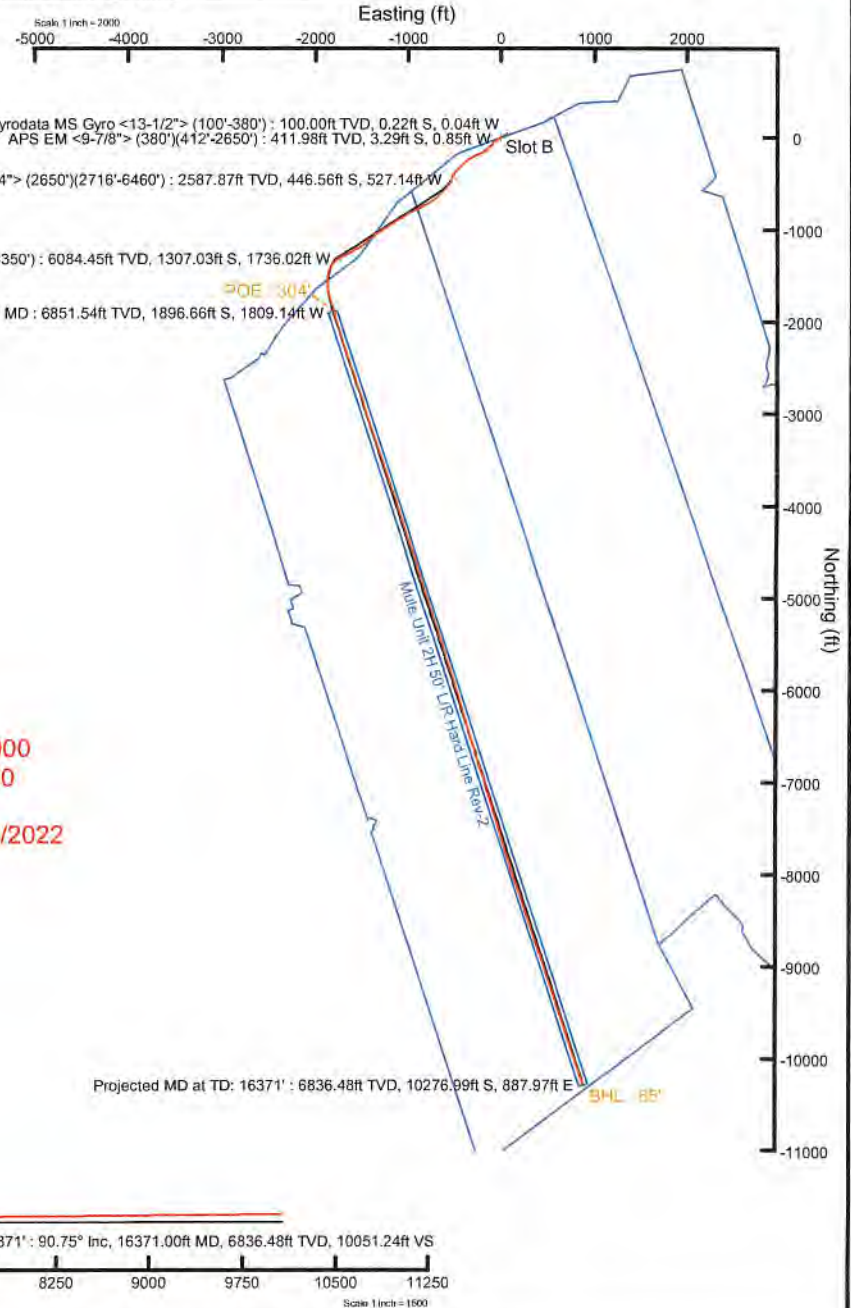 Easting (ft)
Scale 1 inch = 2000
-5000 -4000 -3000 -2000 -1000 0 1000 2000
yrodata MS Gyro <13-1/2"> (100'-380') : 100.00ft TVD, 0.22ft S, 0.04ft W
APS EM <9-7/8"> (380')(412'-2650') : 411.98ft TVD, 3.29ft S, 0.85ft W
Slot B
4"> (2650')(2716'-6460') : 2587.87ft TVD, 446.56ft S, 527.14ft W
350') : 6084.45ft TVD, 1307.03ft S, 1736.02ft W
POE : 304'
MD : 6851.54ft TVD, 1896.66ft S, 1809.14ft W
0
-1000
-2000
-3000
-4000
-5000
-6000
-7000
-8000
-9000
-10000
-11000
Northing (ft)
Mule Unit 2H 50' L/R Hard Line Rev-2
000
0
/2022
Projected MD at TD: 16371' : 6836.48ft TVD, 10276.99ft S, 887.97ft E
BHL : 65'
371' : 90.75° Inc, 16371.00ft MD, 6836.48ft TVD, 10051.24ft VS
8250 9000 9750 10500 11250
Scale 1 inch = 1500